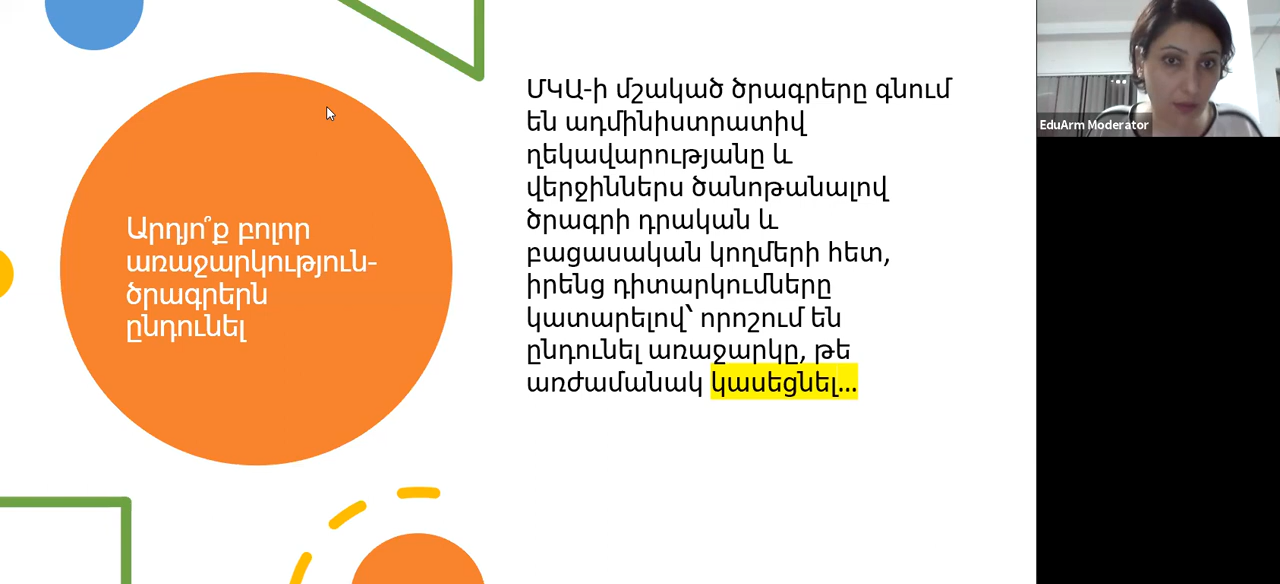 Արդյո՞ք բոլոր
առաջարկություն-
ծրագրերն
ընդունել
ՄԿԱ-ի մշակած ծրագրերը գնում
են ադմինիստրատիվ
ղեկավարությանը և
վերջիններս ծանոթանալով
ծրագրի դրական և
բացասական կողմերի հետ,
իրենց դիտարկումները
կատարելով՝ որոշում են
ընդունել առաջարկը, թե
առժամանակ կասեցնել...
EduArm Moderator